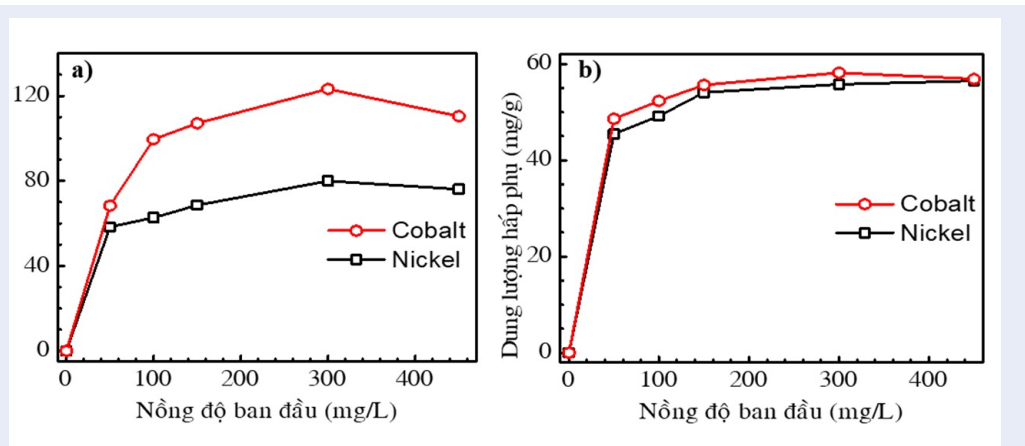 a)
120
80
40
0
Cobalt
Nickel
0 100 200 300 400
Nồng độ ban đầu (mg/L)
b)
Dung lượng hấp phụ (mg/g)
60
40
20
0
Cobalt
Nickel
0 100 200 300 400
Nồng độ ban đầu (mg/L)